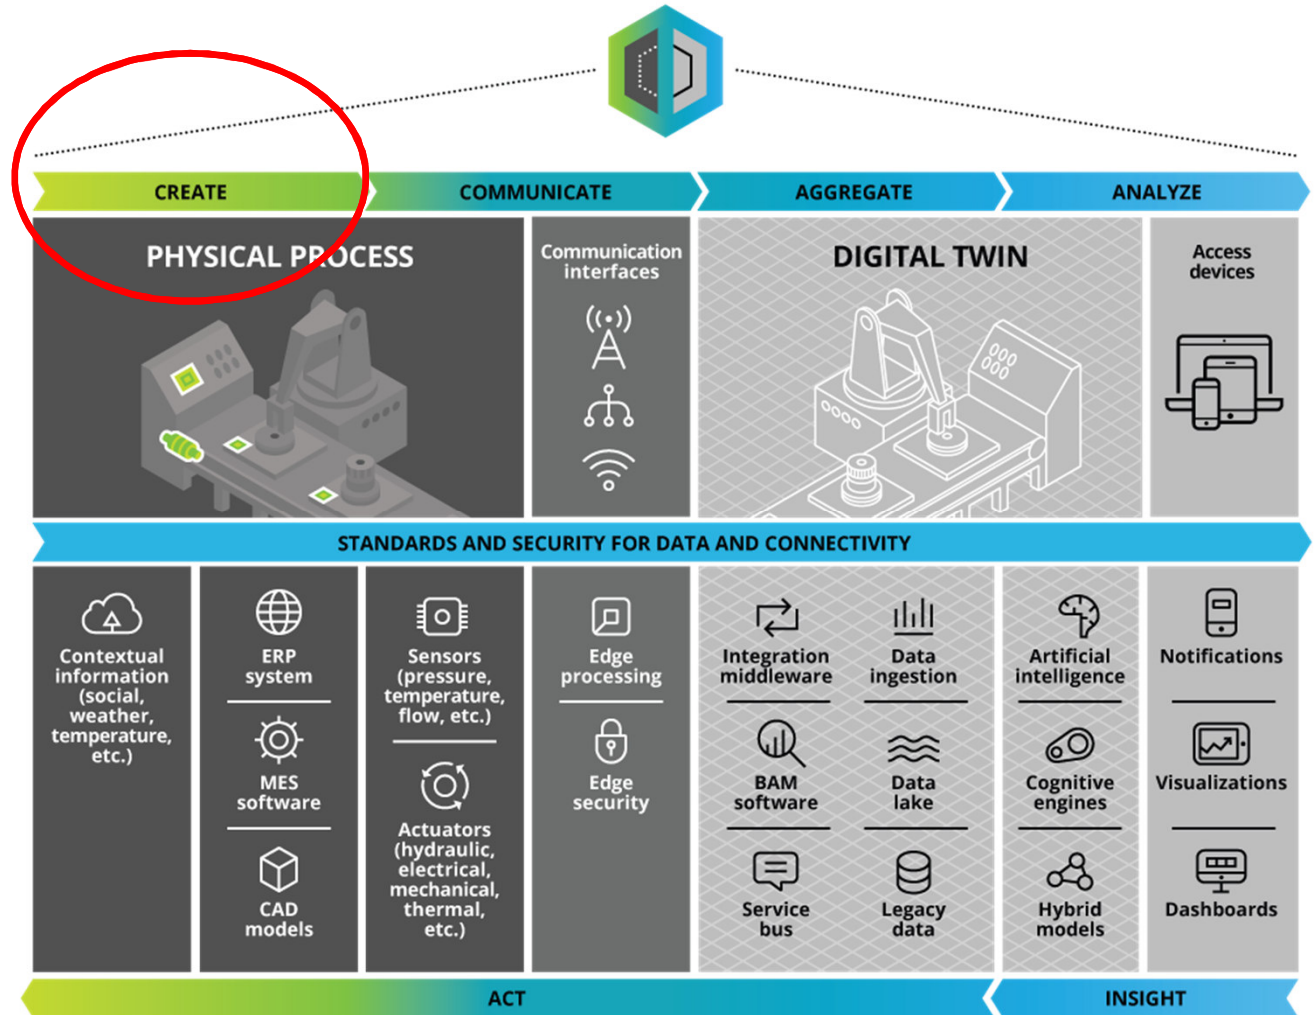 CREATE
COMMUNICATE
AGGREGATE
ANALYZE
PHYSICAL PROCESS
Communication
interfaces
DIGITAL TWIN
Access
devices
STANDARDS AND SECURITY FOR DATA AND CONNECTIVITY
Contextual
information
(social,
weather,
temperature,
etc.)
ERP
system
MES
software
CAD
models
Sensors
(pressure,
temperature,
flow, etc.)
Actuators
(hydraulic,
electrical,
mechanical,
thermal,
etc.)
Edge
processing
Edge
security
Integration
middleware
BAM
software
Service
bus
Data
ingestion
Data
lake
Legacy
data
Artificial
intelligence
Cognitive
engines
Hybrid
models
Notifications
Visualizations
Dashboards
ACT
INSIGHT